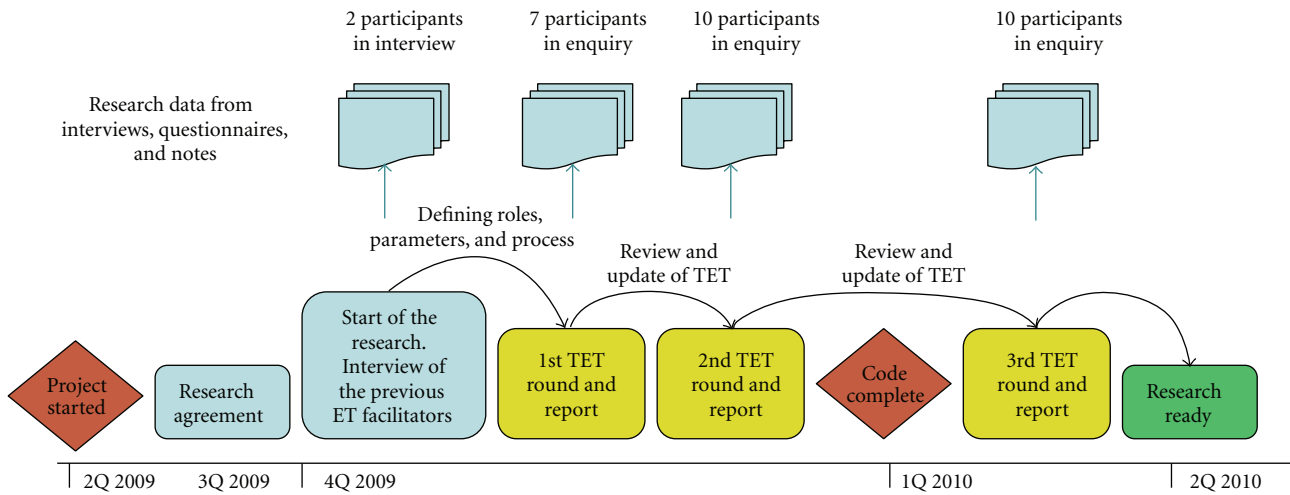 2 participants
in interview
7 participants
in enquiry
10 participants
in enquiry
10 participants
in enquiry
Research data from
interviews, questionnaires,
and notes
Defining roles,
parameters, and process
Review and
update of TET
Review and
update of TET
Project
started
Research
agreement
Start of the
research.
Interview of
the previous
ET facilitators
1st TET
round and
report
2nd TET
round and
report
Code
complete
3rd TET
round and
report
Research
ready
2Q 2009
3Q 2009
4Q 2009
1Q 2010
2Q 2010